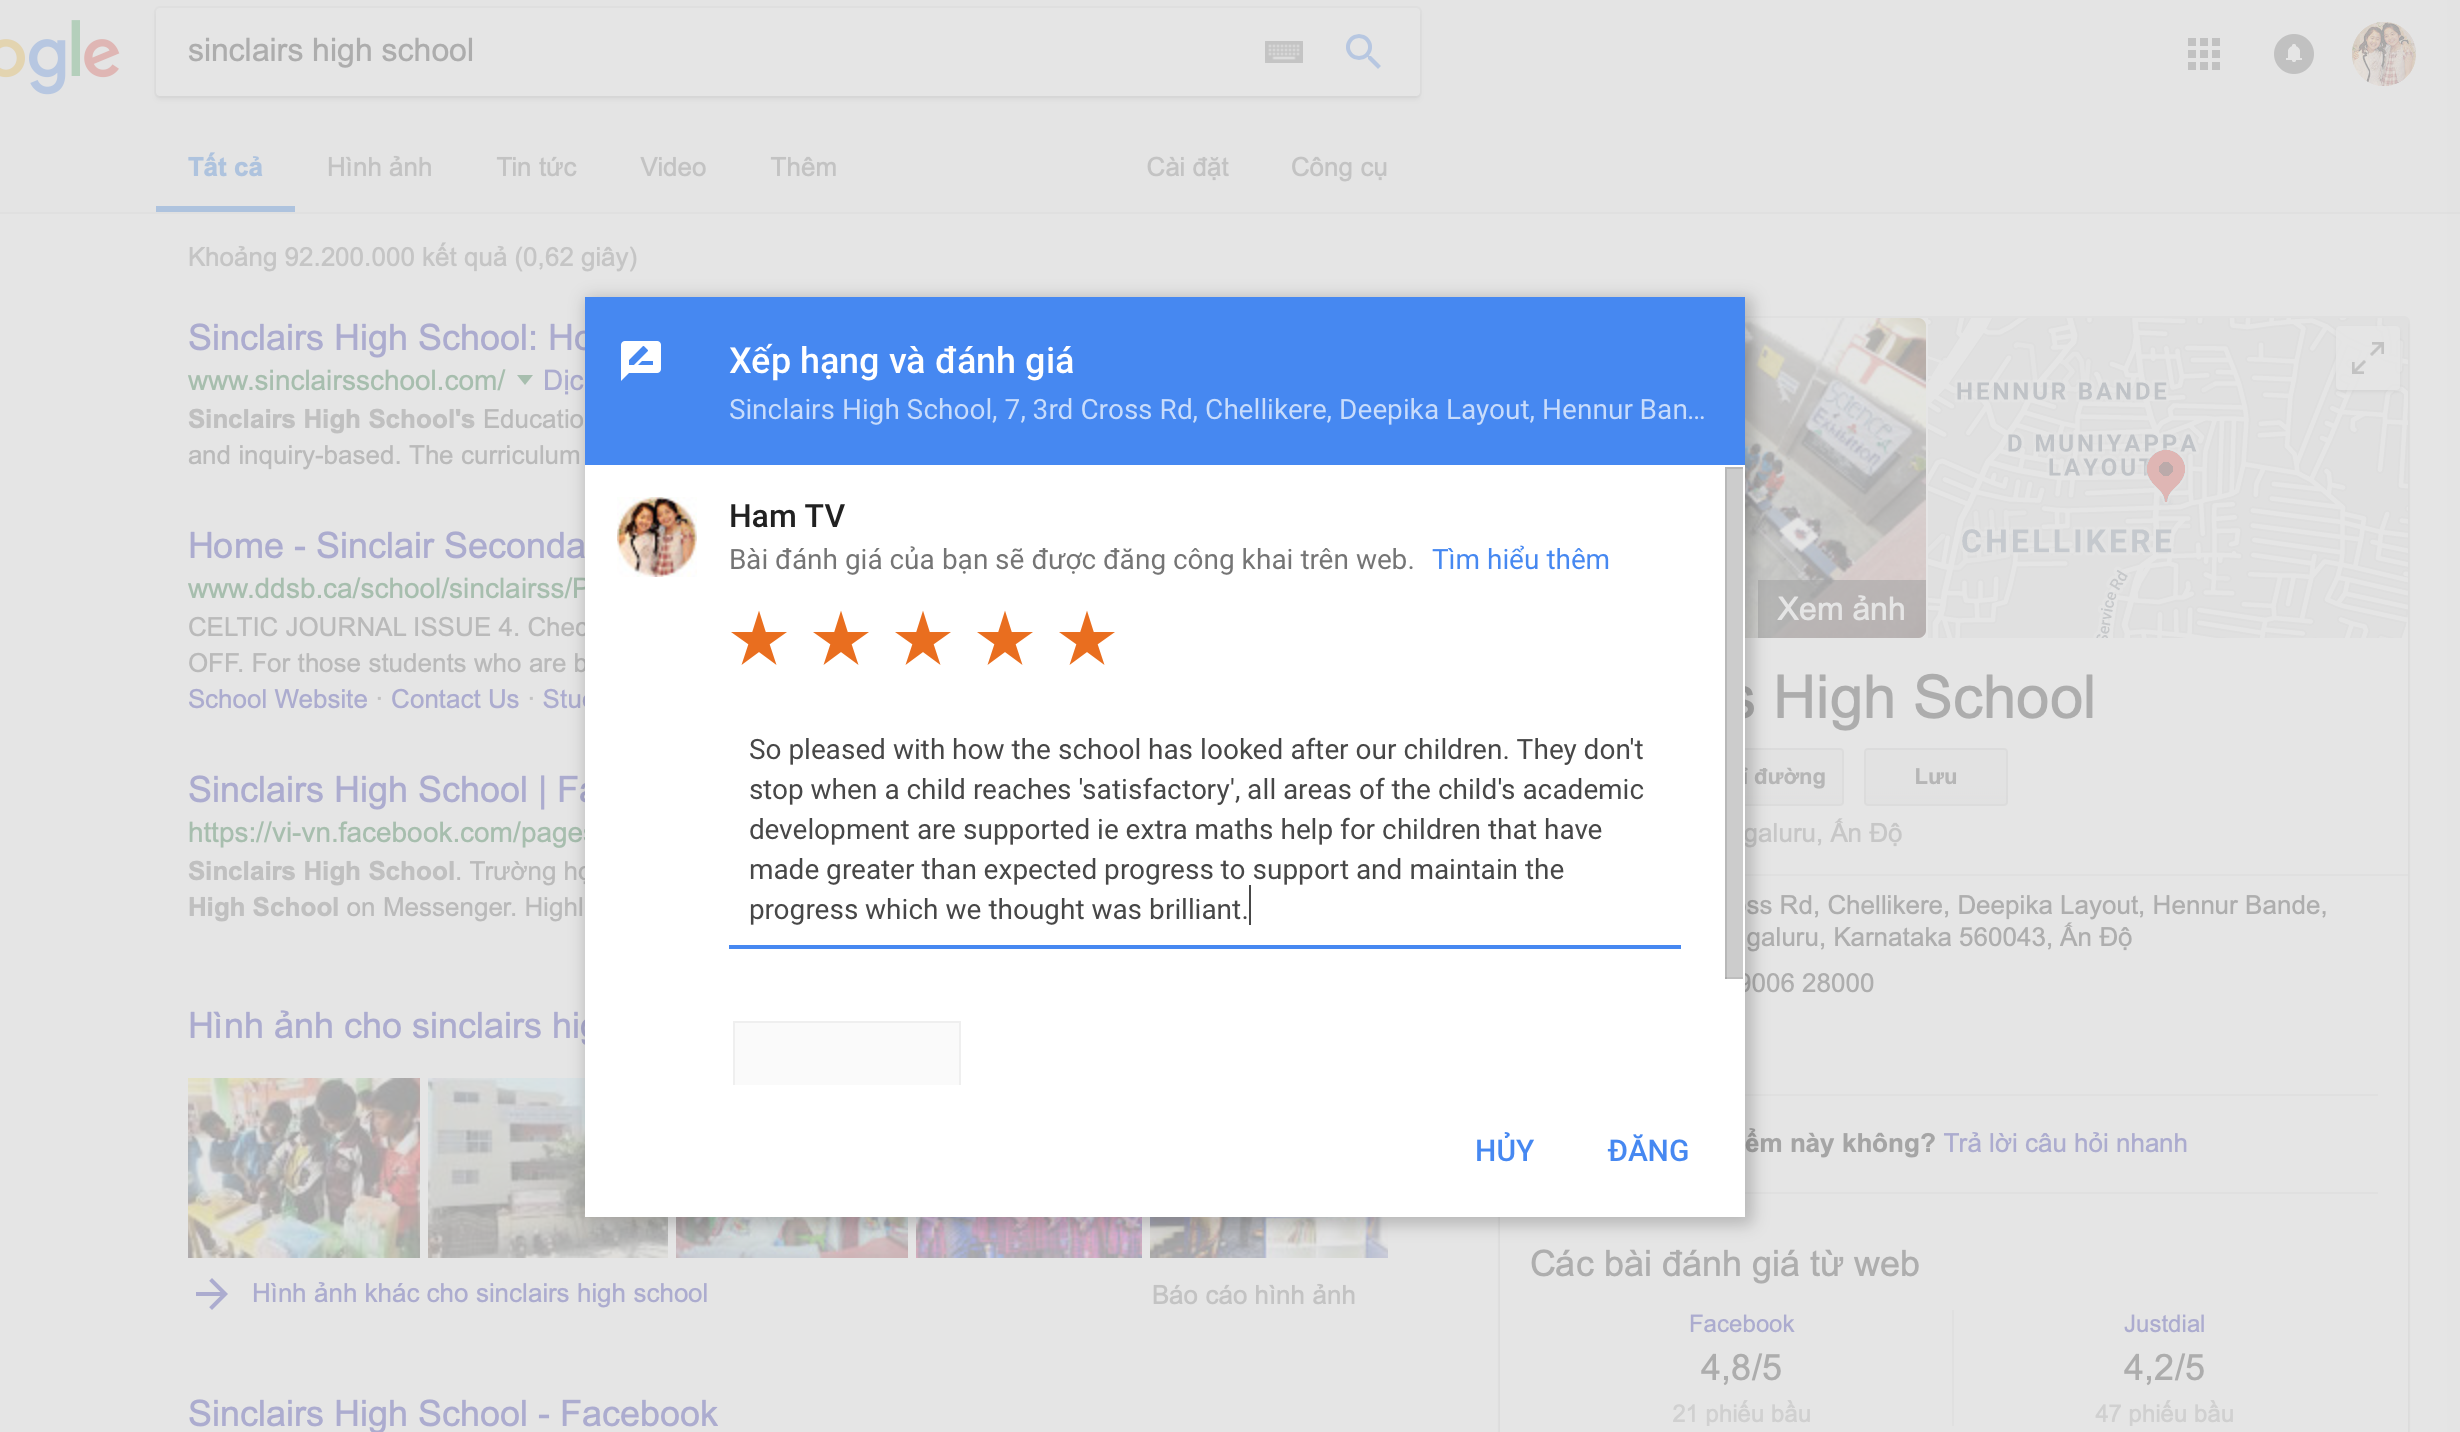 ogle
sinclairs high school
Tất cả
Hình ảnh
Tin tức
Video
Thêm
Cài đặt
Công cụ
Khoảng 92.200.000 kết quả (0,62 giây)
Sinclairs High School: Ho
www.sinclairsschool.com/
Dịc
Sinclairs High School's Educatio
and inquiry-based. The curriculum
Home - Sinclair Seconda
www.ddsb.ca/school/sinclairss/P
CELTIC JOURNAL ISSUE 4. Chec
OFF. For those students who are b
School Website · Contact Us · Stu
Sinclairs High School | Fa
https://vi-vn.facebook.com/pages
Sinclairs High School. Trường họ
High School on Messenger. Highl
Hình ảnh cho sinclairs hig
Hình ảnh khác cho sinclairs high school
Báo cáo hình ảnh
Sinclairs High School - Facebook
Xếp hạng và đánh giá
Sinclairs High School, 7, 3rd Cross Rd, Chellikere, Deepika Layout, Hennur Ban...
Ham TV
Bài đánh giá của bạn sẽ được đăng công khai trên web. Tìm hiểu thêm
So pleased with how the school has looked after our children. They don't
stop when a child reaches 'satisfactory', all areas of the child's academic
development are supported ie extra maths help for children that have
made greater than expected progress to support and maintain the
progress which we thought was brilliant.
HỦY
ĐĂNG
SCIENCE
EXHIBITION
Xem ảnh
HENNUR BANDE
D MUNIYAPPA
LAYOUT
CHELLIKERE
Service Rd
s High School
i đường
Lưu
galuru, Ấn Độ
ss Rd, Chellikere, Deepika Layout, Hennur Bande,
galuru, Karnataka 560043, Ấn Độ
9006 28000
ểm này không? Trả lời câu hỏi nhanh
Các bài đánh giá từ web
Facebook
4,8/5
21 phiếu bầu
Justdial
4,2/5
47 phiếu bầu